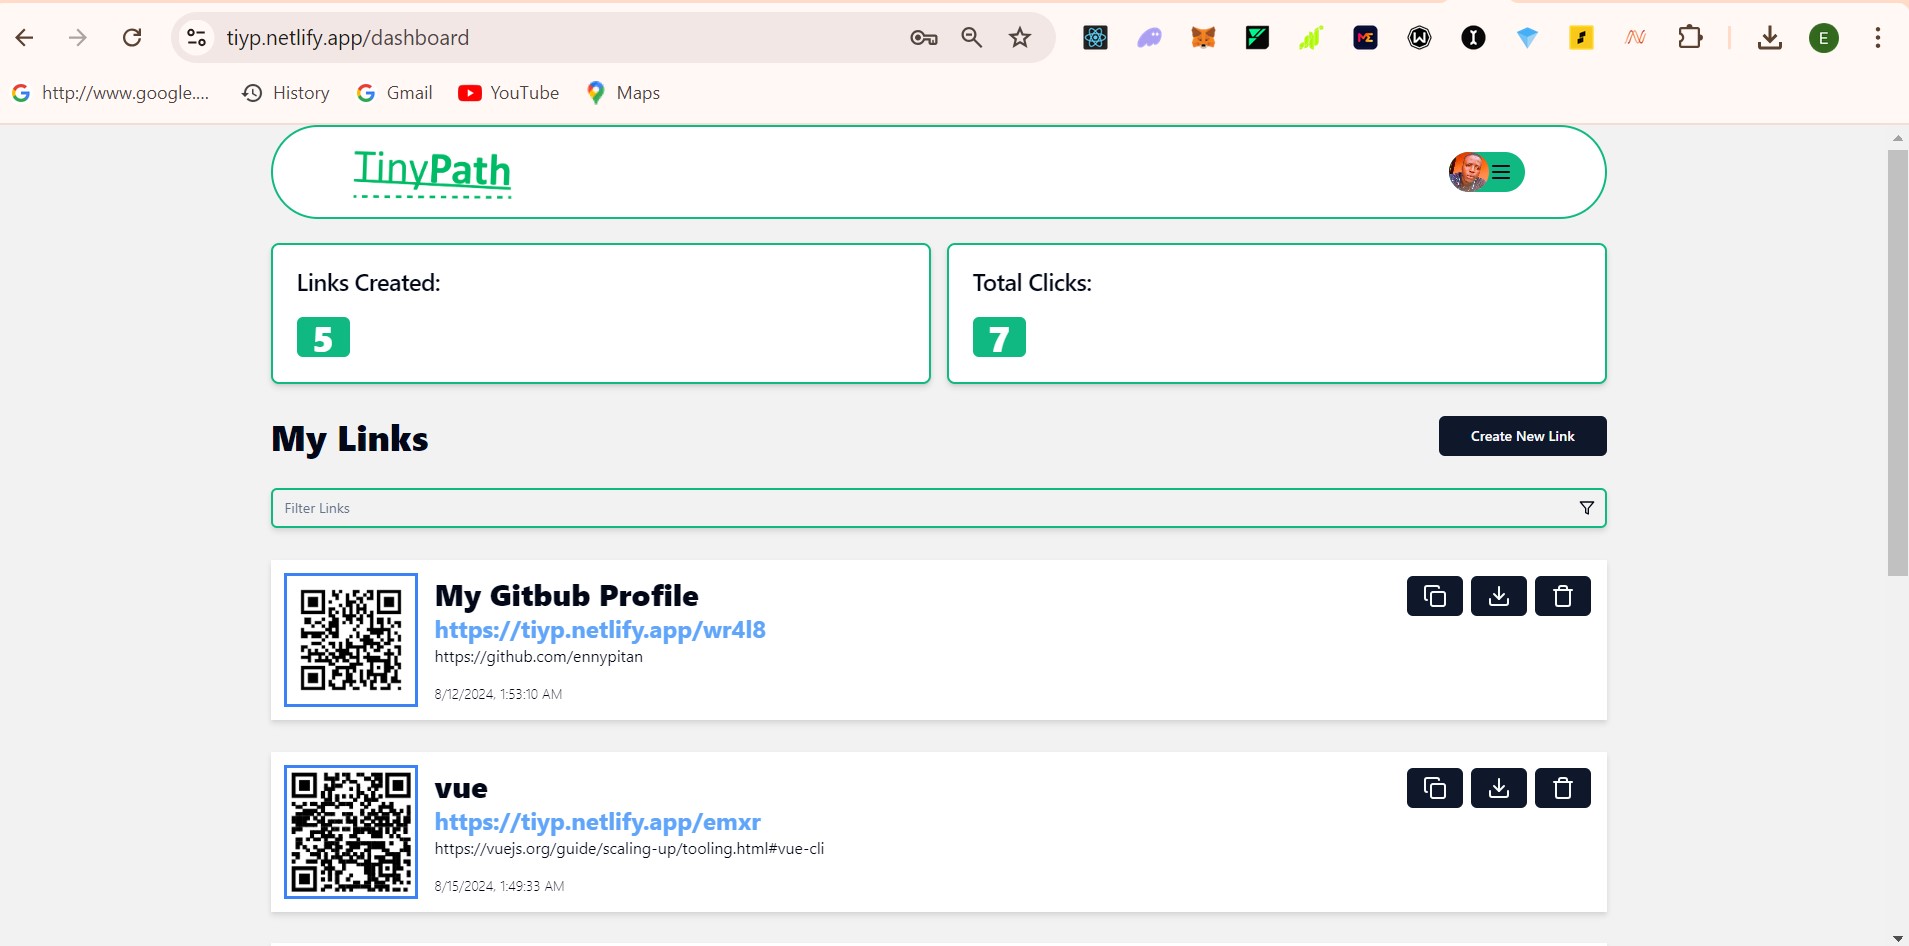 tiyp.netlify.app/dashboard
E
http://www.google.... History Gmail YouTube Maps
TinyPath
Links Created:
5
Total Clicks:
7
My Links
Create New Link
Filter Links
My Gitbub Profile
https://tiyp.netlify.app/wr4l8
https://github.com/ennypitan
8/12/2024, 1:53:10 AM
vue
https://tiyp.netlify.app/emxr
https://vuejs.org/guide/scaling-up/tooling.html#vue-cli
8/15/2024, 1:49:33 AM